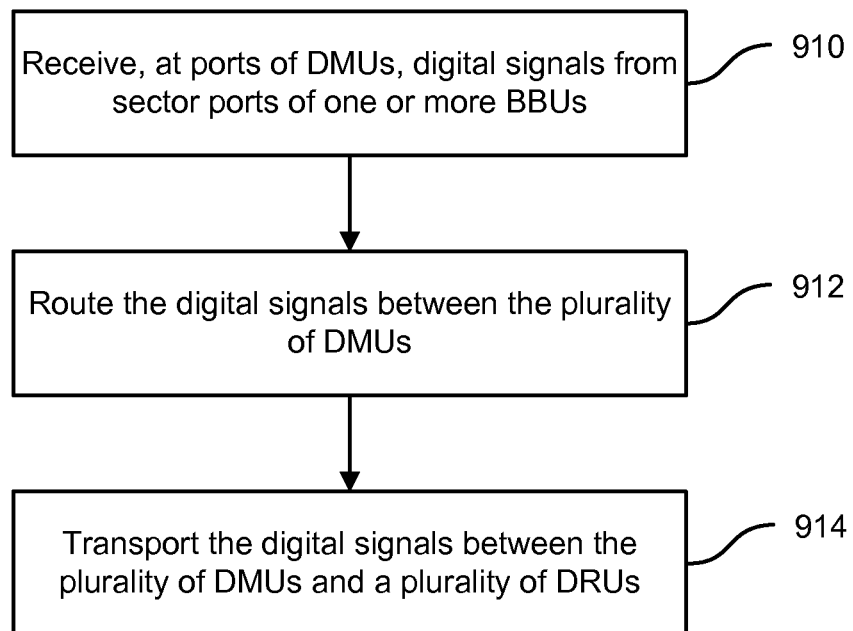 Receive, at ports of DMUs, digital signals from
sector ports of one or more BBUs
910
Route the digital signals between the plurality
of DMUs
912
Transport the digital signals between the
plurality of DMUs and a plurality of DRUs
914